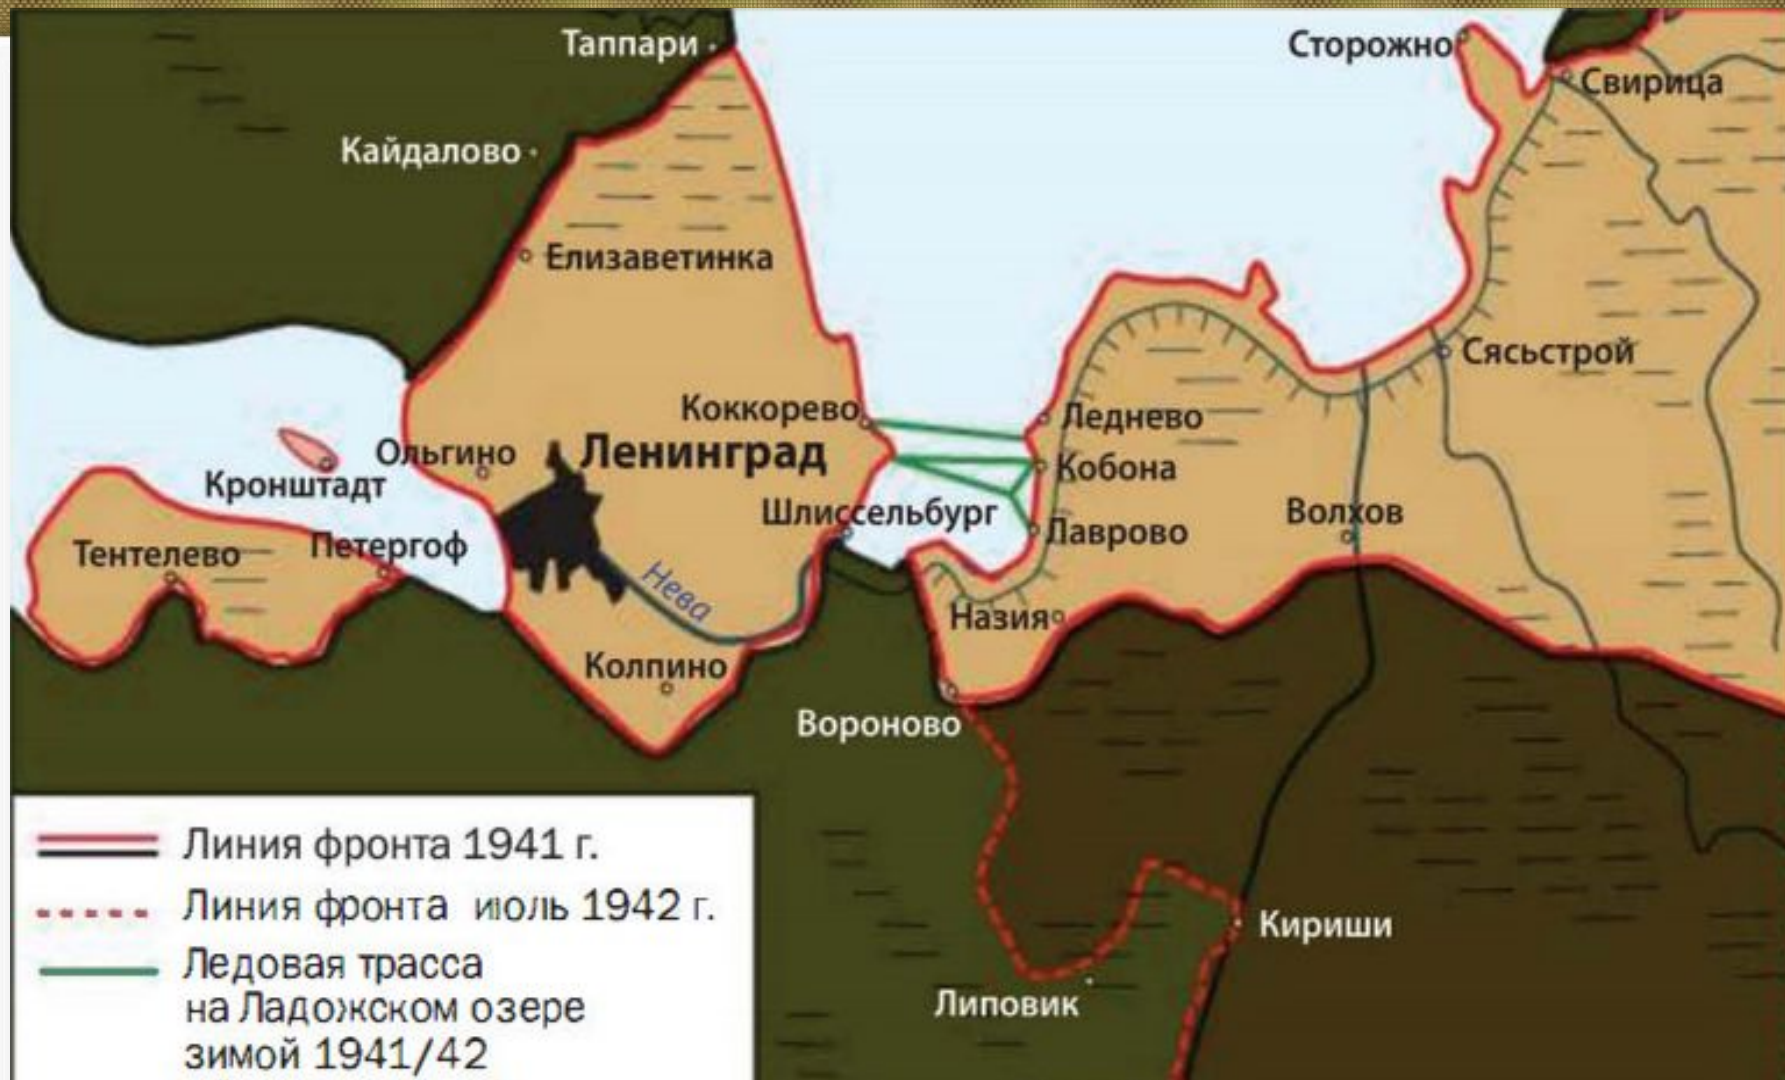 Таппари
Сторожно
Свирица
Кайдалово
Елизаветинка
Сясьстрой
Коккорево
Леднево
Ольгино
Ленинград
Кобона
Кронштадт
Шлиссельбург
Волхов
Лаврово
Тентелево
Петергоф
Нева
Назия
Колпино
Вороново
Линия фронта 1941 г.
Линия фронта июль 1942 г.
Кириши
Ледовая трасса
на Ладожском озере
зимой 1941/42
Липовик